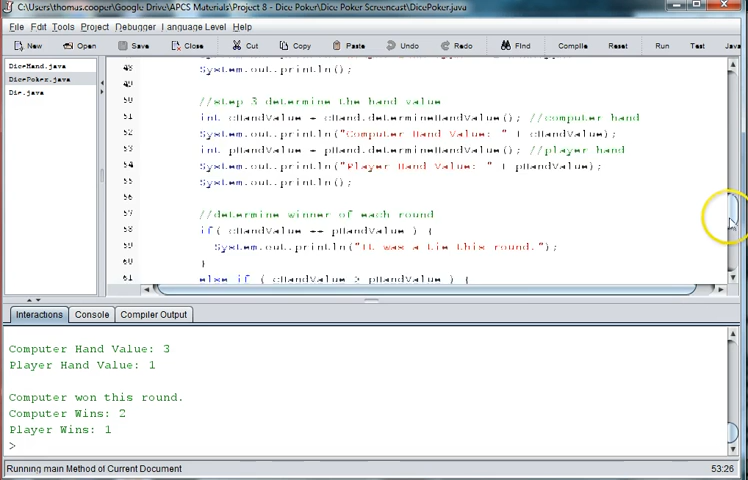 C:\Users\thomas.cooper\Google Drive\APCS Materials\Project 8 - Dice Poker\Dice Poker Screencast\DicePoker.java
File Edit Tools Project Debugger Language Level Help
New Open Save Close Cut Copy Paste Undo Redo Find Compile Reset Run Test Java
DiceHand.java
DicePoker.java
Die.java
48 System.out.println();
49
50 //step 3 determine the hand value
51 int cHandValue = cHand.determineHandValue(); //computer hand
52 System.out.println("Computer Hand Value: " + cHandValue);
53 int pHandValue = pHand.determineHandValue(); //player hand
54 System.out.println("Player Hand Value: " + pHandValue);
55 System.out.println();
56
57 //determine winner of each round
58 if( cHandValue == pHandValue ) {
59 System.out.println("It was a tie this round.");
60 }
61 else if ( cHandValue > pHandValue ) {
Interactions Console Compiler Output
Computer Hand Value: 3
Player Hand Value: 1
Computer won this round.
Computer Wins: 2
Player Wins: 1
>
Running main Method of Current Document 53:26